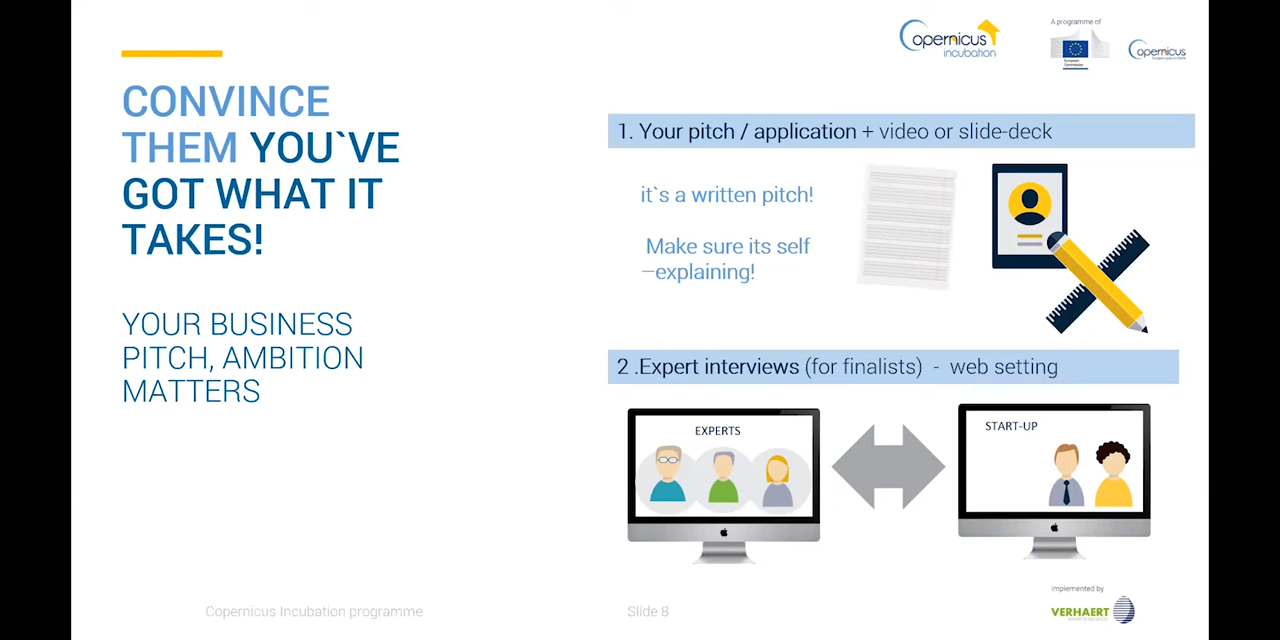 CONVINCE
THEM YOU`VE
GOT WHAT IT
TAKES!
YOUR BUSINESS
PITCH, AMBITION
MATTERS
Copernicus
incubation
A programme of
European
Commission
Copernicus
1. Your pitch / application + video or slide-deck
it`s a written pitch!
Make sure its self
–explaining!
2 .Expert interviews (for finalists) - web setting
EXPERTS
START-UP
Copernicus Incubation programme
Slide 8
Implemented by
VERHAERT